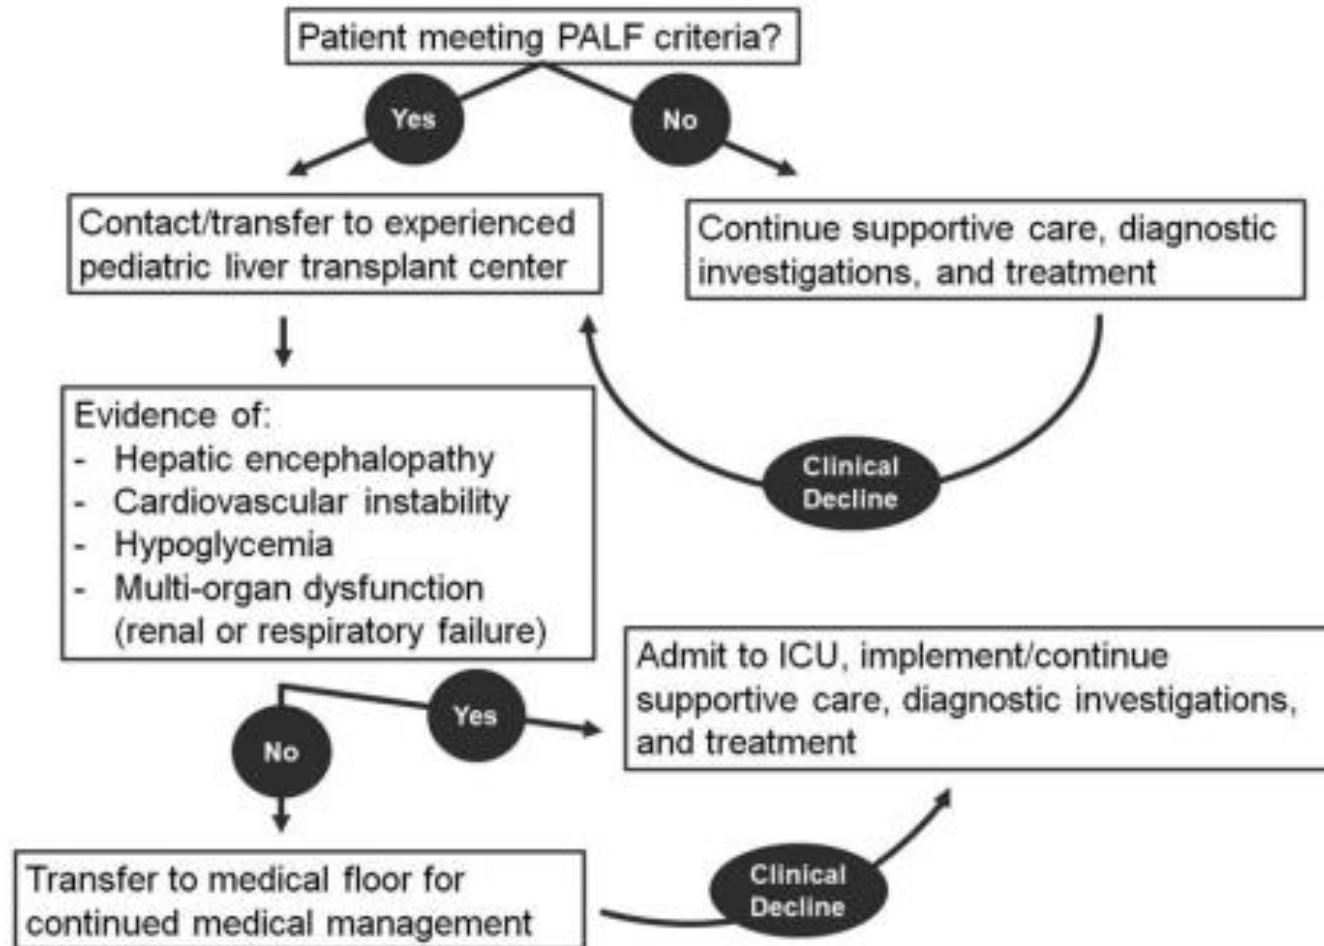 Patient meeting PALF criteria?
Yes
No
Contact/transfer to experienced
pediatric liver transplant center
Continue supportive care, diagnostic
investigations, and treatment
Evidence of:
- Hepatic encephalopathy
- Cardiovascular instability
- Hypoglycemia
- Multi-organ dysfunction
(renal or respiratory failure)
Clinical
Decline
Admit to ICU, implement/continue
supportive care, diagnostic investigations,
and treatment
Yes
No
Transfer to medical floor for
continued medical management
Clinical
Decline